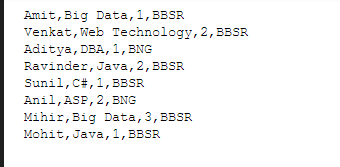 Amit,Big Data,1,BBSR
Venkat,Web Technology,2,BBSR
Aditya,DBA,1,BNG
Ravinder,Java,2,BBSR
Sunil,C#,1,BBSR
Anil,ASP,2,BNG
Mihir,Big Data,3,BBSR
Mohit,Java,1,BBSR